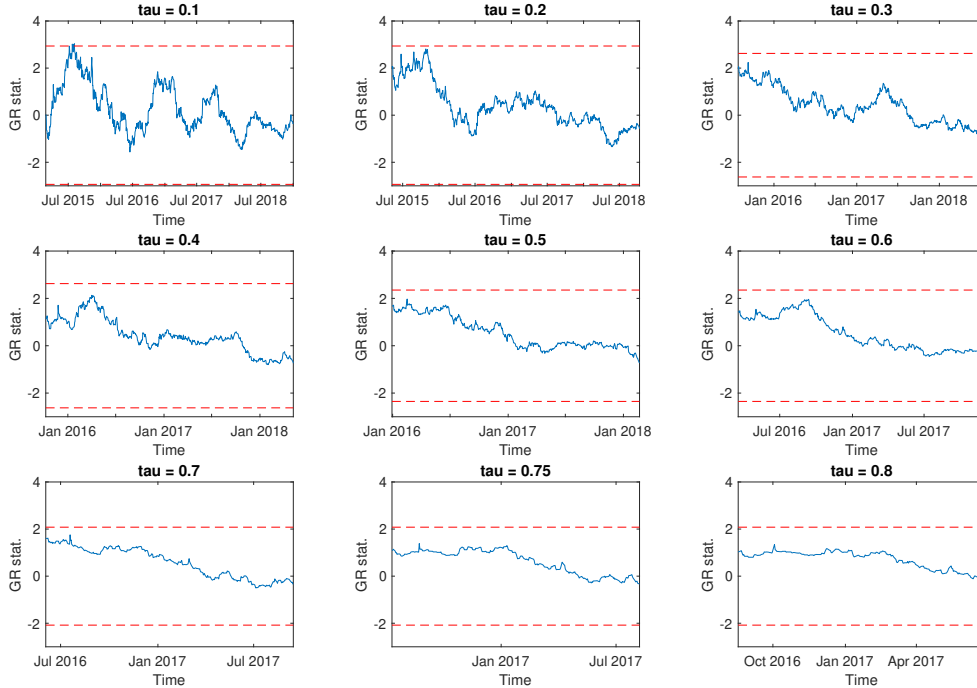 tau = 0.1
4
2
0
-2
GR stat.
Jul 2015 Jul 2016 Jul 2017 Jul 2018
Time
tau = 0.2
4
2
0
-2
GR stat.
Jul 2015 Jul 2016 Jul 2017 Jul 2018
Time
tau = 0.3
4
2
0
-2
GR stat.
Jan 2016 Jan 2017 Jan 2018
Time
tau = 0.4
4
2
0
-2
GR stat.
Jan 2016 Jan 2017 Jan 2018
Time
tau = 0.5
4
2
0
-2
GR stat.
Jan 2016 Jan 2017 Jan 2018
Time
tau = 0.6
4
2
0
-2
GR stat.
Jul 2016 Jan 2017 Jul 2017
Time
tau = 0.7
4
2
0
-2
GR stat.
Jul 2016 Jan 2017 Jul 2017
Time
tau = 0.75
4
2
0
-2
GR stat.
Jan 2017 Jul 2017
Time
tau = 0.8
4
2
0
-2
GR stat.
Oct 2016 Jan 2017 Apr 2017
Time